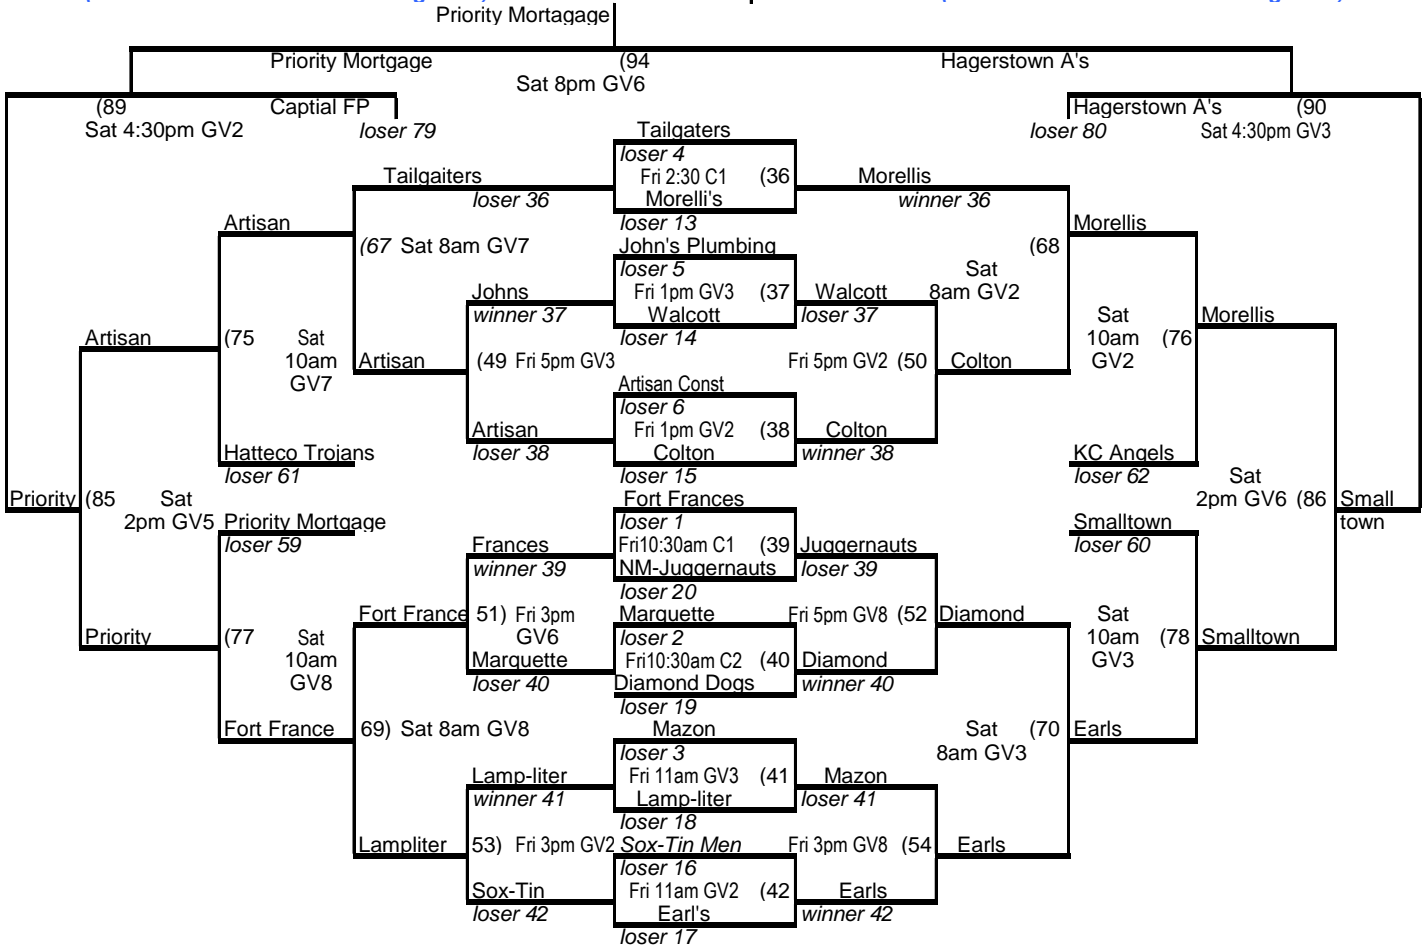 Priority Mortagage
Priority Mortgage (94 Hagerstown A's
Sat 8pm GV6
(89 Captial FP Hagerstown A's (90
Sat 4:30pm GV2 loser 79 Tailgaters loser 80 Sat 4:30pm GV3
loser 4
Tailgaiters Fri 2:30 C1 (36 Morellis
loser 36 Morelli's winner 36
Artisan loser 13 Morellis
(67 Sat 8am GV7 John's Plumbing (68
loser 5 Sat
Johns Fri 1pm GV3 (37 Walcott 8am GV2
winner 37 Walcott loser 37 Sat Morellis
Artisan (75 Sat loser 14 10am (76
10am Artisan (49 Fri 5pm GV3 Fri 5pm GV2 (50 Colton GV2
GV7 Artisan Const
loser 6
Artisan Fri 1pm GV2 (38 Colton
loser 38 Colton winner 38
Hatteco Trojans KC Angels
loser 61 loser 15 loser 62 Sat
Priority (85 Sat Fort Frances 2pm GV6 (86 Small
2pm GV5 Priority Mortgage loser 1 Smalltown town
loser 59 Frances Fri10:30am C1 (39 Juggernauts loser 60
winner 39 NM-Juggernauts loser 39
loser 20
Fort France 51) Fri 3pm Marquette Fri 5pm GV8 (52 Diamond Sat
Priority (77 Sat GV6 loser 2 10am (78 Smalltown
10am Marquette Fri10:30am C2 (40 Diamond GV3
GV8 loser 40 Diamond Dogs winner 40
loser 19
Fort France 69) Sat 8am GV8 Mazon Sat (70 Earls
loser 3 8am GV3
Lamp-liter Fri 11am GV3 (41 Mazon
winner 41 Lamp-liter loser 41
loser 18
Lampliter 53) Fri 3pm GV2 Sox-Tin Men Fri 3pm GV8 (54 Earls
loser 16
Sox-Tin Fri 11am GV2 (42 Earls
loser 42 Earl's winner 42
loser 17